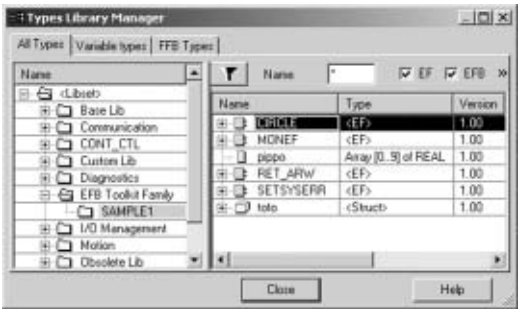 Types Library Manager
All Types Variable types FFB Types
Name
<Libset>
Base Lib
Communication
CONT_CTL
Custom Lib
Diagnostics
EFB Toolkit Family
SAMPLE1
I/O Management
Motion
Obsolete Lib
Name * EF EFB »
Name Type Version
CIRCLE <EF> 1.00
MONEF <EF> 1.00
pippo Array [0..9] of REAL 1.00
RET_ARW <EF> 1.00
SETSYSERR <EF> 1.00
toto <Struct> 1.00
Close Help